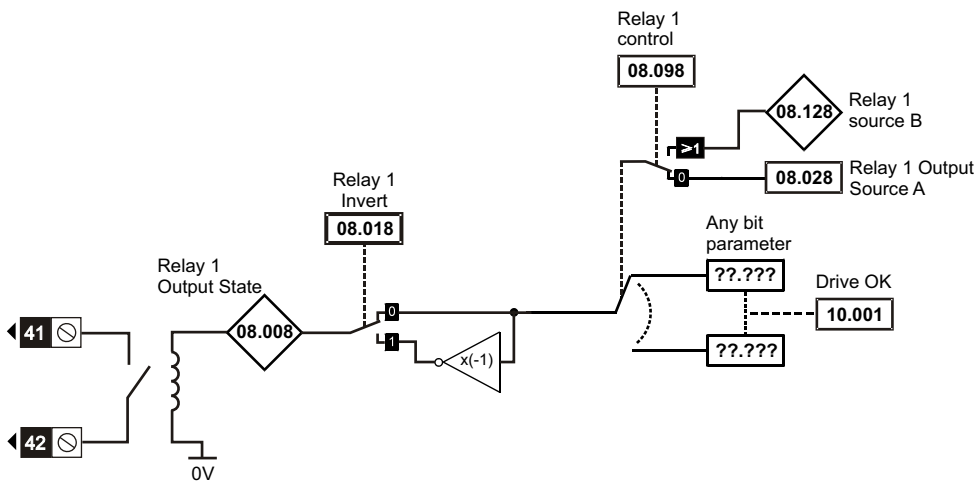 Relay 1
control
08.098
08.128
Relay 1
source B
>1
0
08.028
Relay 1 Output
Source A
Relay 1
Invert
08.018
Any bit
parameter
??.???
Drive OK
10.001
??.???
Relay 1
Output State
08.008
0
1
x(-1)
41
42
0V